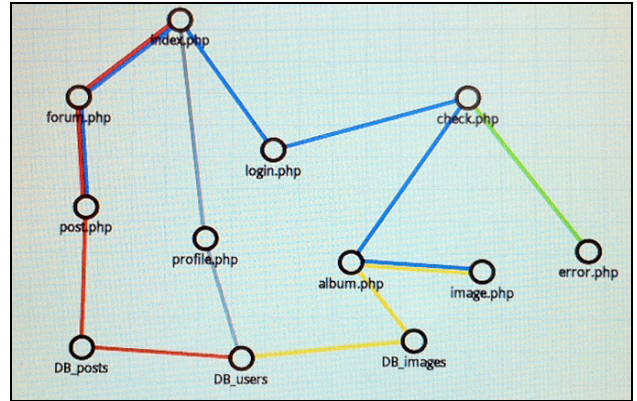 index.php
forum.php
check.php
login.php
post.php
profile.php
album.php
image.php
error.php
DB_posts
DB_users
DB_images